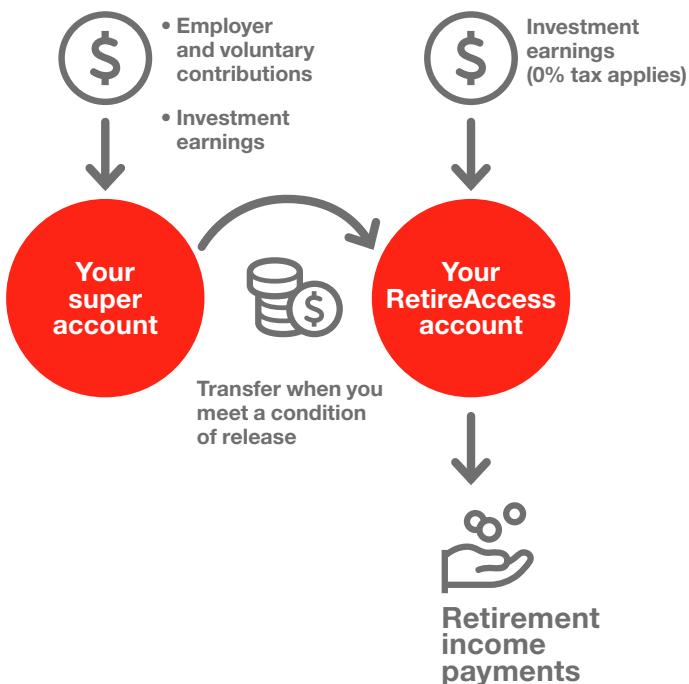 • Employer
and voluntary
contributions
• Investment
earnings
Investment
earnings
(0% tax applies)
Your
super
account
Your
RetireAccess
account
Transfer when you
meet a condition
of release
Retirement
income
payments